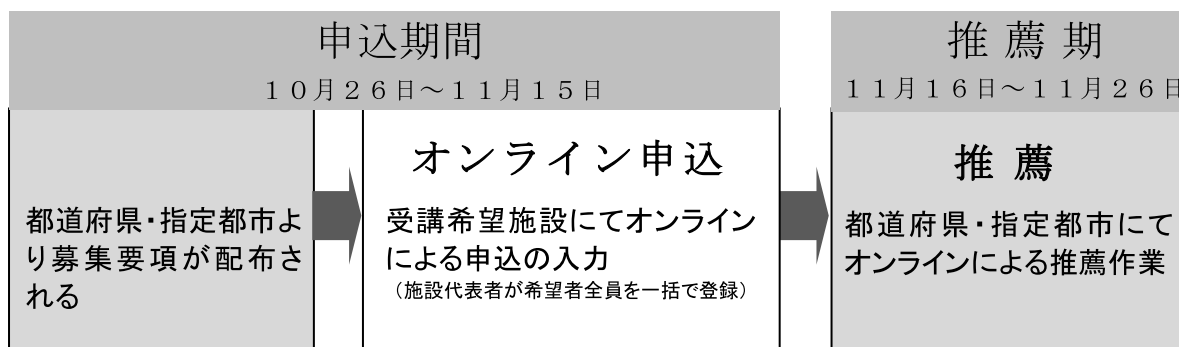 申込期間
１０月２６日～１１月１５日
都道府県・指定都市よ
り募集要項が配布さ
れる
オンライン申込
受講希望施設にてオンライン
による申込の入力
（施設代表者が希望者全員を一括で登録）
推薦期
１１月１６日～１１月２６日
推薦
都道府県・指定都市にて
オンラインによる推薦作業